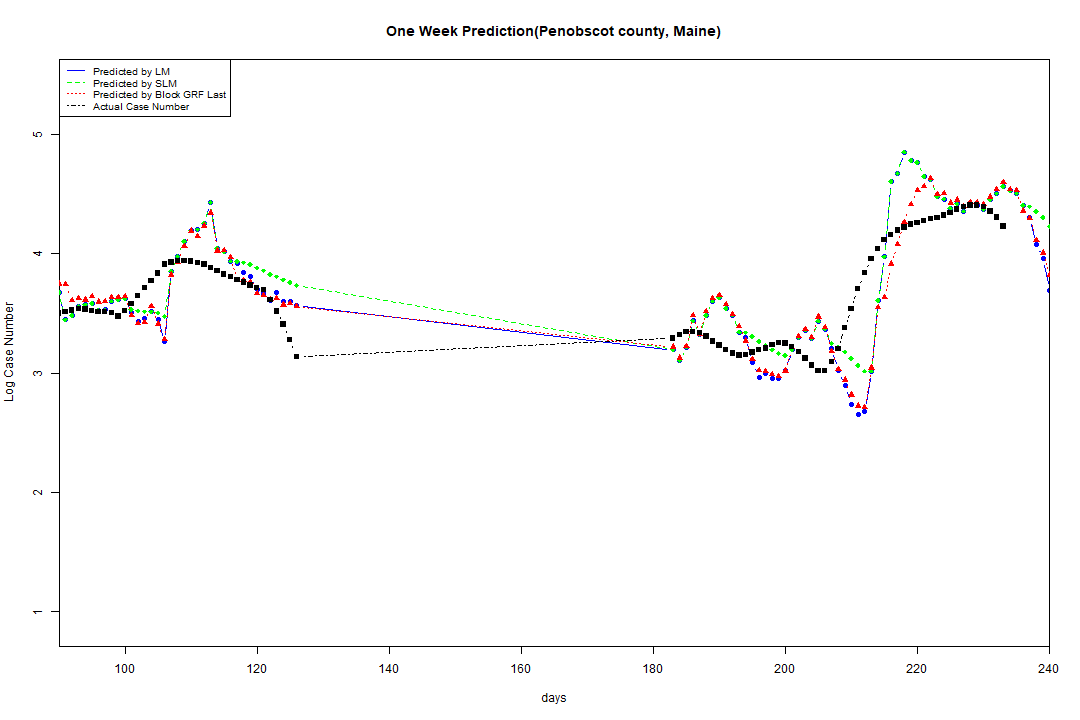 One Week Prediction(Penobscot county, Maine)
Predicted by LM
Predicted by SLM
Predicted by Block GRF Last
Actual Case Number
5
4
3
2
1
Log Case Number
100 120 140 160 180 200 220 240
days